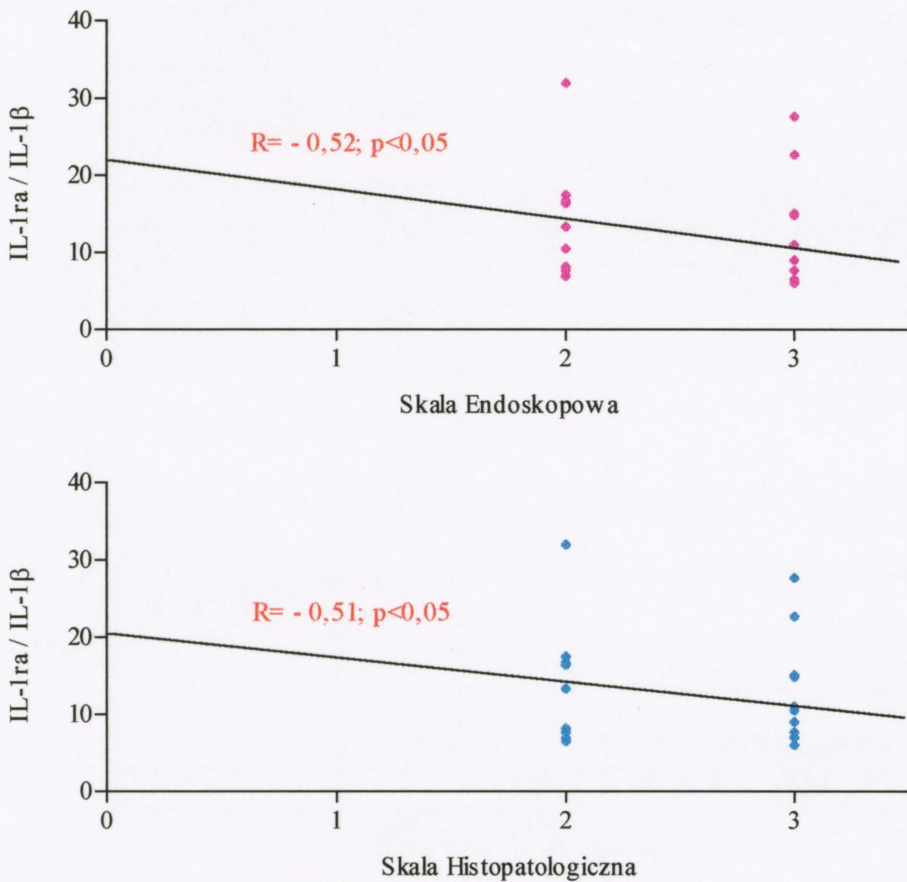 40
30
20
10
0
IL-1ra / IL-1β
R= - 0,52; p<0,05
0 1 2 3
Skala Endoskopowa
40
30
20
10
0
IL-1ra / IL-1β
R= - 0,51; p<0,05
0 1 2 3
Skala Histopatologiczna